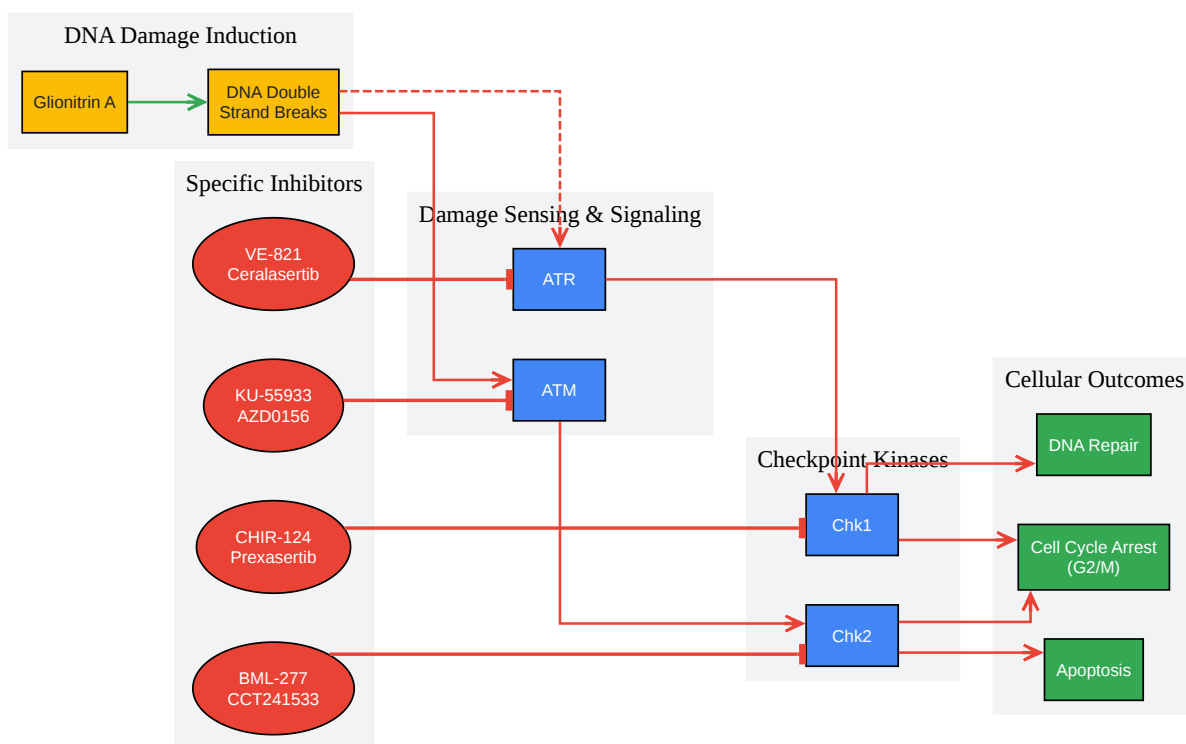 DNA Damage Induction
Glionitrin A
DNA Double
Strand Breaks
Specific Inhibitors
VE-821
Ceralasertib
KU-55933
AZD0156
CHIR-124
Prexasertib
BML-277
CCT241533
Damage Sensing & Signaling
ATR
ATM
Checkpoint Kinases
Chk1
Chk2
Cellular Outcomes
DNA Repair
Cell Cycle Arrest
(G2/M)
Apoptosis